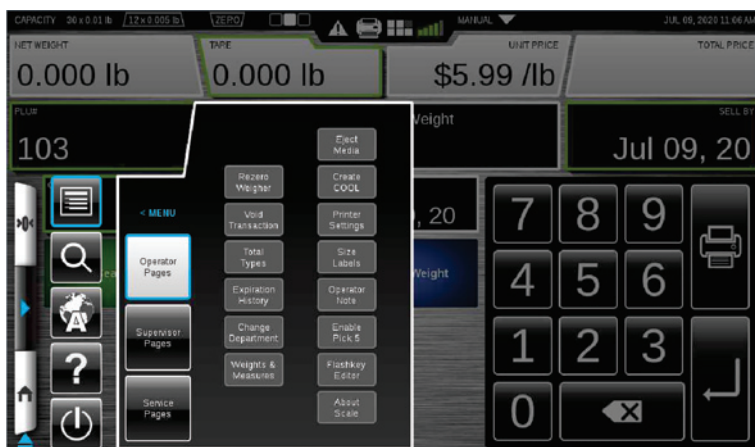 CAPACITY 30 x 0.01 lb / 12 x 0.005 lb \ ZERO / MANUAL JUL 09, 2020 11:06 AM
NET WEIGHT TAPE UNIT PRICE TOTAL PRICE
0.000 lb 0.000 lb $5.99 /lb
PLU# Weight SELL BY
103 Jul 09, 20
, 20
Weight
< MENU
Operator
Pages
Supervisor
Pages
Service
Pages
Rezero
Weigher
Void
Transaction
Total
Types
Expiration
History
Change
Department
Weights &
Measures
Eject
Media
Create
COOL
Printer
Settings
Size
Labels
Operator
Note
Enable
Pick 5
Flashkey
Editor
About
Scale
>0<
A
?
7 8 9
4 5 6
1 2 3
0